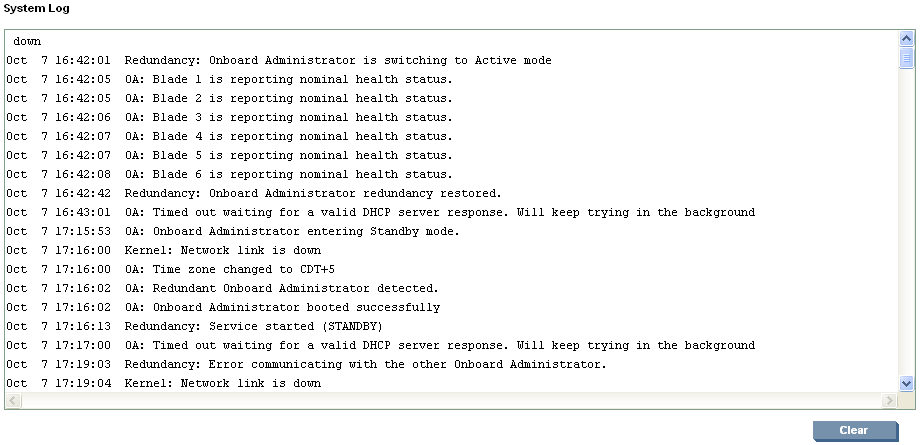 System Log
down
Oct  7 16:42:01  Redundancy: Onboard Administrator is switching to Active mode
Oct  7 16:42:05  OA: Blade 1 is reporting nominal health status.
Oct  7 16:42:05  OA: Blade 2 is reporting nominal health status.
Oct  7 16:42:06  OA: Blade 3 is reporting nominal health status.
Oct  7 16:42:07  OA: Blade 4 is reporting nominal health status.
Oct  7 16:42:07  OA: Blade 5 is reporting nominal health status.
Oct  7 16:42:08  OA: Blade 6 is reporting nominal health status.
Oct  7 16:42:42  Redundancy: Onboard Administrator redundancy restored.
Oct  7 16:43:01  OA: Timed out waiting for a valid DHCP server response. Will keep trying in the background
Oct  7 17:15:53  OA: Onboard Administrator entering Standby mode.
Oct  7 17:16:00  Kernel: Network link is down
Oct  7 17:16:00  OA: Time zone changed to CDT+5
Oct  7 17:16:02  OA: Redundant Onboard Administrator detected.
Oct  7 17:16:02  OA: Onboard Administrator booted successfully
Oct  7 17:16:13  Redundancy: Service started (STANDBY)
Oct  7 17:17:00  OA: Timed out waiting for a valid DHCP server response. Will keep trying in the background
Oct  7 17:19:03  Redundancy: Error communicating with the other Onboard Administrator.
Oct  7 17:19:04  Kernel: Network link is down
Clear